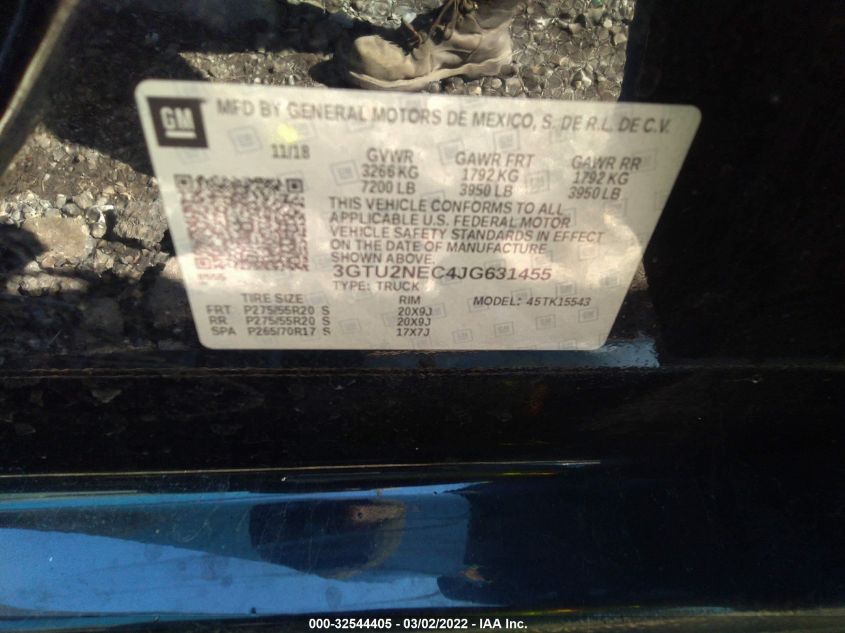 GM
MFD BY GENERAL MOTORS DE MEXICO, S. DE R.L. DE C.V.
11/18 GVWR GAWR FRT GAWR RR
3266 KG 1792 KG 1792 KG
7200 LB 3950 LB 3950 LB
THIS VEHICLE CONFORMS TO ALL
APPLICABLE U.S. FEDERAL MOTOR
VEHICLE SAFETY STANDARDS IN EFFECT
ON THE DATE OF MANUFACTURE
SHOWN ABOVE.
3GTU2NEC4JG631455
TYPE: TRUCK
TIRE SIZE RIM MODEL: 4STK15543
FRT P275/55R20 S 20X9J
RR P275/55R20 S 20X9J
SPA P265/70R17 S 17X7J
000-32544405 - 03/02/2022 - IAA Inc.